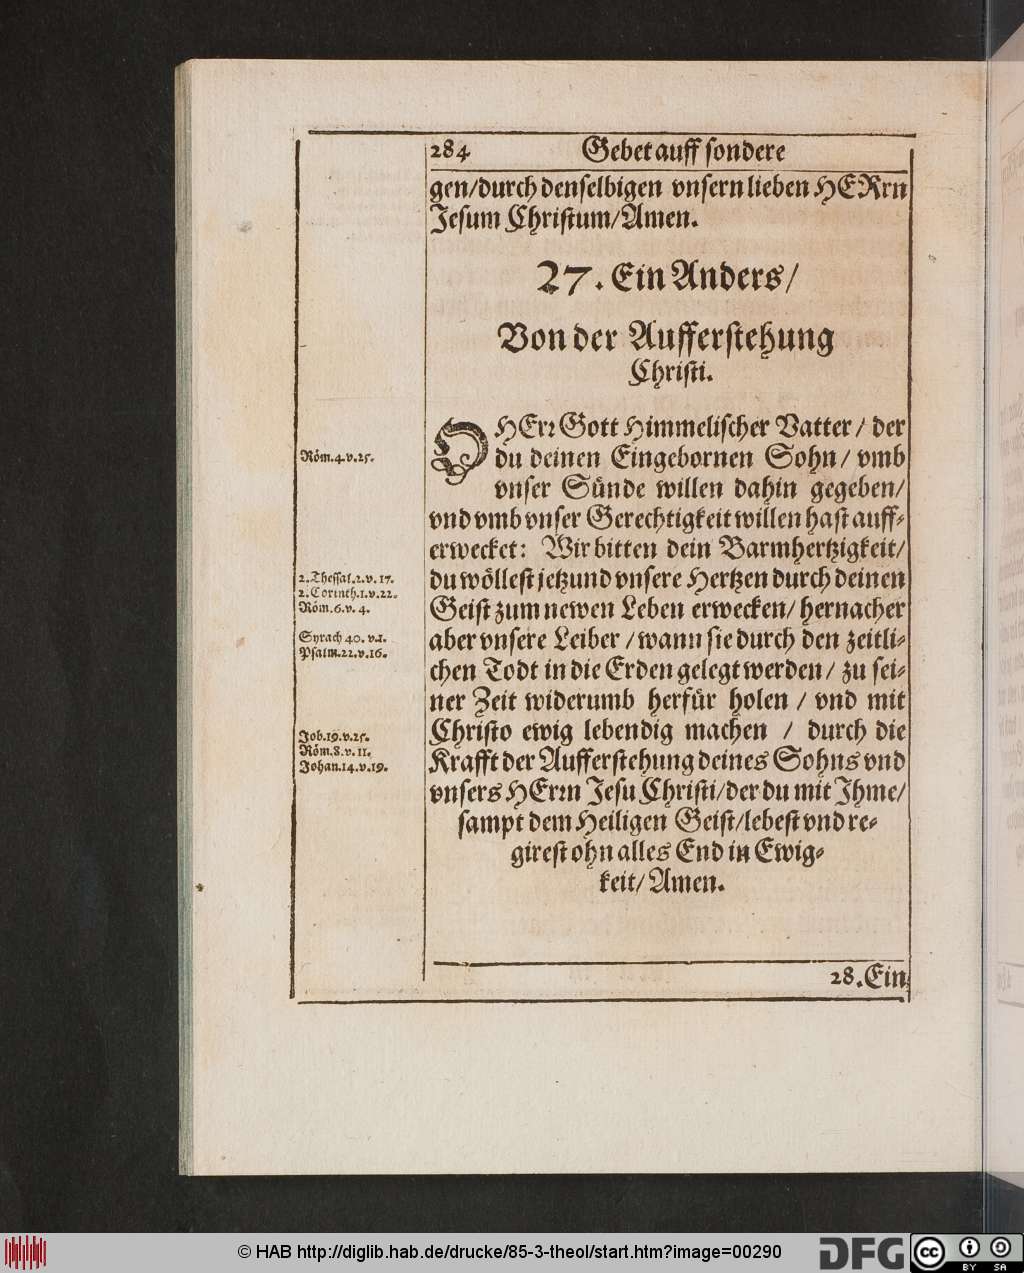 284 Gebet auff sondere
gen/durch denselbigen vnsern lieben HERrn
Jesum Christum/Amen.
27. Ein Anders/
Von der Aufferstehung
Christi.
O HErr Gott Himmelischer Vatter/ der
du deinen Eingebornen Sohn/ vmb
vnser Sünde willen dahin gegeben/
vnd vmb vnser Gerechtigkeit willen hast auff-
erwecket: Wir bitten dein Barmhertzigkeit/
du wöllest jetzund vnsere Hertzen durch deinen
Geist zum newen Leben erwecken/ hernacher
aber vnsere Leiber/wann sie durch den zeitli-
chen Todt in die Erden gelegt werden/ zu sei-
ner Zeit widerumb herfür holen/ vnd mit
Christo ewig lebendig machen / durch die
Krafft der Aufferstehung deines Sohns vnd
vnsers HErrn Jesu Christi/der du mit Jhme/
sampt dem Heiligen Geist/lebest vnd re-
girest ohn alles End in Ewig-
keit/ Amen.
Röm.4.v.25.
2.Thessal.2.v.17.
2.Corinth.1.v.22.
Röm.6.v.4.
Syrach 40.v.1.
Psalm.22.v.16.
Job.19.v.25.
Röm.8.v.11.
Johan.14.v.19.
28.Ein
© HAB http://diglib.hab.de/drucke/85-3-theol/start.htm?image=00290
DFG
cc BY SA